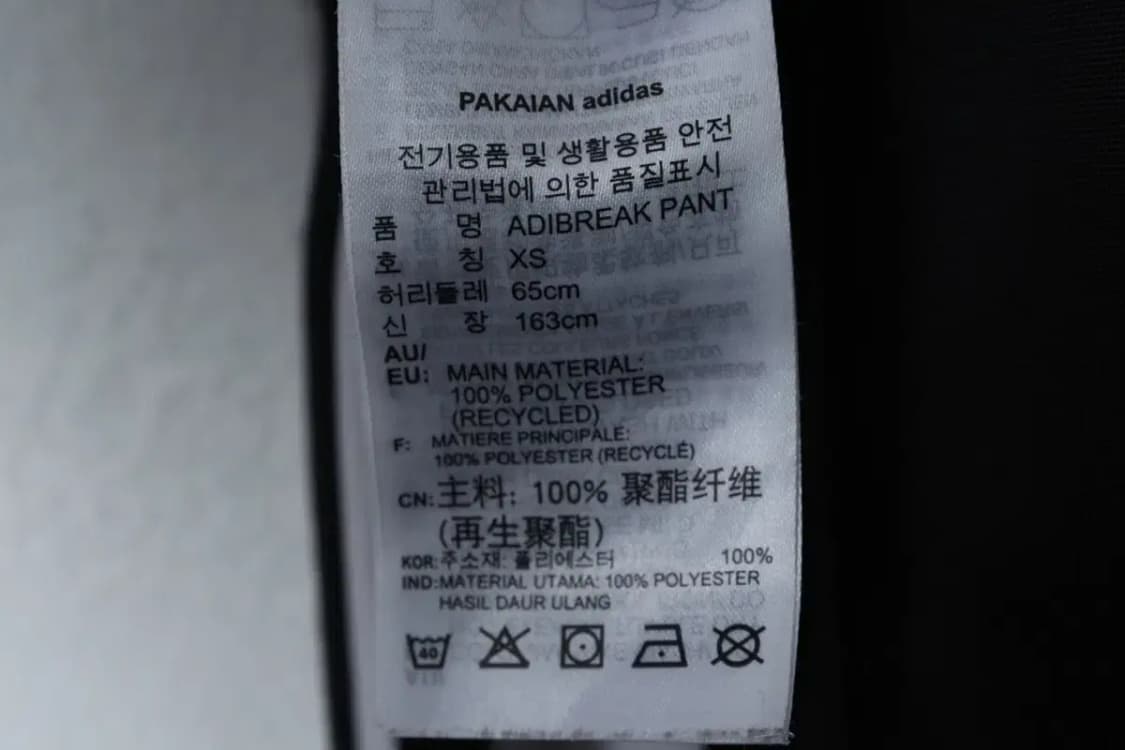 PAKAIAN adidas
전기용품 및 생활용품 안전
관리법에 의한 품질표시
품 명 ADIBREAK PANT
호 칭 XS
허리둘레 65cm
신 장 163cm
AU/
EU: MAIN MATERIAL:
100% POLYESTER
(RECYCLED)
F: MATIERE PRINCIPALE:
100% POLYESTER (RECYCLÉ)
CN: 主料: 100% 聚酯纤维
(再生聚酯)
KOR: 주소재: 폴리에스터 100%
IND: MATERIAL UTAMA: 100% POLYESTER
HASIL DAUR ULANG
40